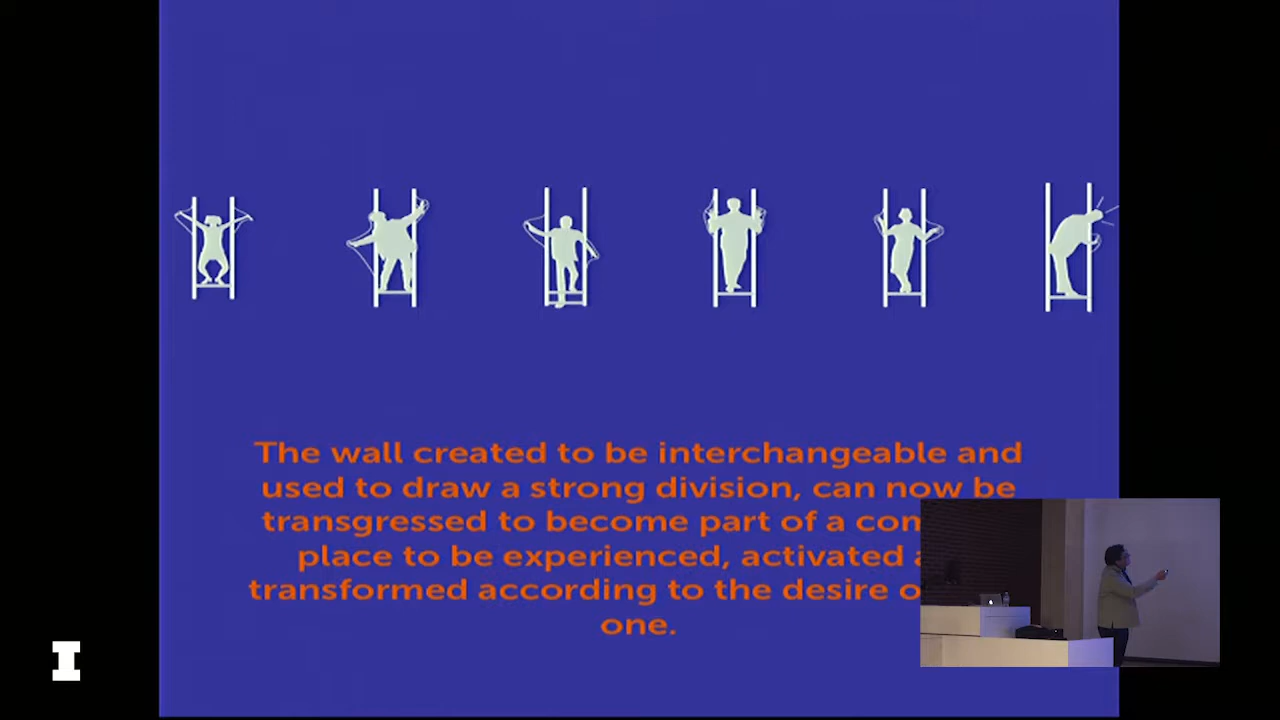 The wall created to be interchangeable and
used to draw a strong division, can now be
transgressed to become part of a
place to be experienced, activated
transformed according to the desire
one.
I